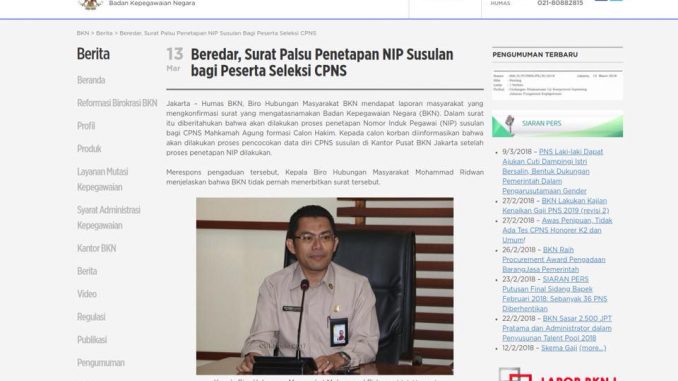 Badan Kepegawaian Negara
HUMAS
021-80882815
BKN > Berita > Beredar, Surat Palsu Penetapan NIP Susulan Bagi Peserta Seleksi CPNS
Berita
Beranda
Reformasi Birokrasi BKN
Profil
Produk
Layanan Mutasi
Kepegawaian
Syarat Administrasi
Kepegawaian
Kantor BKN
Berita
Video
Regulasi
Publikasi
Pengumuman
13
Mar
Beredar, Surat Palsu Penetapan NIP Susulan
bagi Peserta Seleksi CPNS
Jakarta – Humas BKN, Biro Hubungan Masyarakat BKN mendapat laporan masyarakat yang
mengkonfirmasi surat yang mengatasnamakan Badan Kepegawaian Negara (BKN). Dalam surat
itu diberitahukan bahwa akan dilakukan proses penetapan Nomor Induk Pegawai (NIP) susulan
bagi CPNS Mahkamah Agung formasi Calon Hakim. Kepada calon korban diinformasikan bahwa
akan dilakukan proses pencocokan data diri CPNS susulan di Kantor Pusat BKN Jakarta setelah
proses penetapan NIP dilakukan.
Merespons pengaduan tersebut, Kepala Biro Hubungan Masyarakat Mohammad Ridwan
menjelaskan bahwa BKN tidak pernah menerbitkan surat tersebut.
PENGUMUMAN TERBARU
SIARAN PERS
9/3/2018 – PNS Laki-laki Dapat
Ajukan Cuti Dampingi Istri
Bersalin, Bentuk Dukungan
Pemerintah Dalam
Pengarusutamaan Gender
27/2/2018 – BKN Lakukan Kajian
Kenaikan Gaji PNS 2019 (revisi 2)
27/2/2018 – Awas Penipuan, Tidak
Ada Tes CPNS Honorer K2 dan
Umum!
26/2/2018 – BKN Raih
Procurement Award Pengadaan
BarangJasa Pemerintah
23/2/2018 – SIARAN PERS
Putusan Final Sidang Bapek
Februari 2018: Sebanyak 36 PNS
Diberhentikan
22/2/2018 – BKN Sasar 2.500 JPT
Pratama dan Administrator dalam
Penyusunan Talent Pool 2018
12/2/2018 – Skema Gaji (more...)